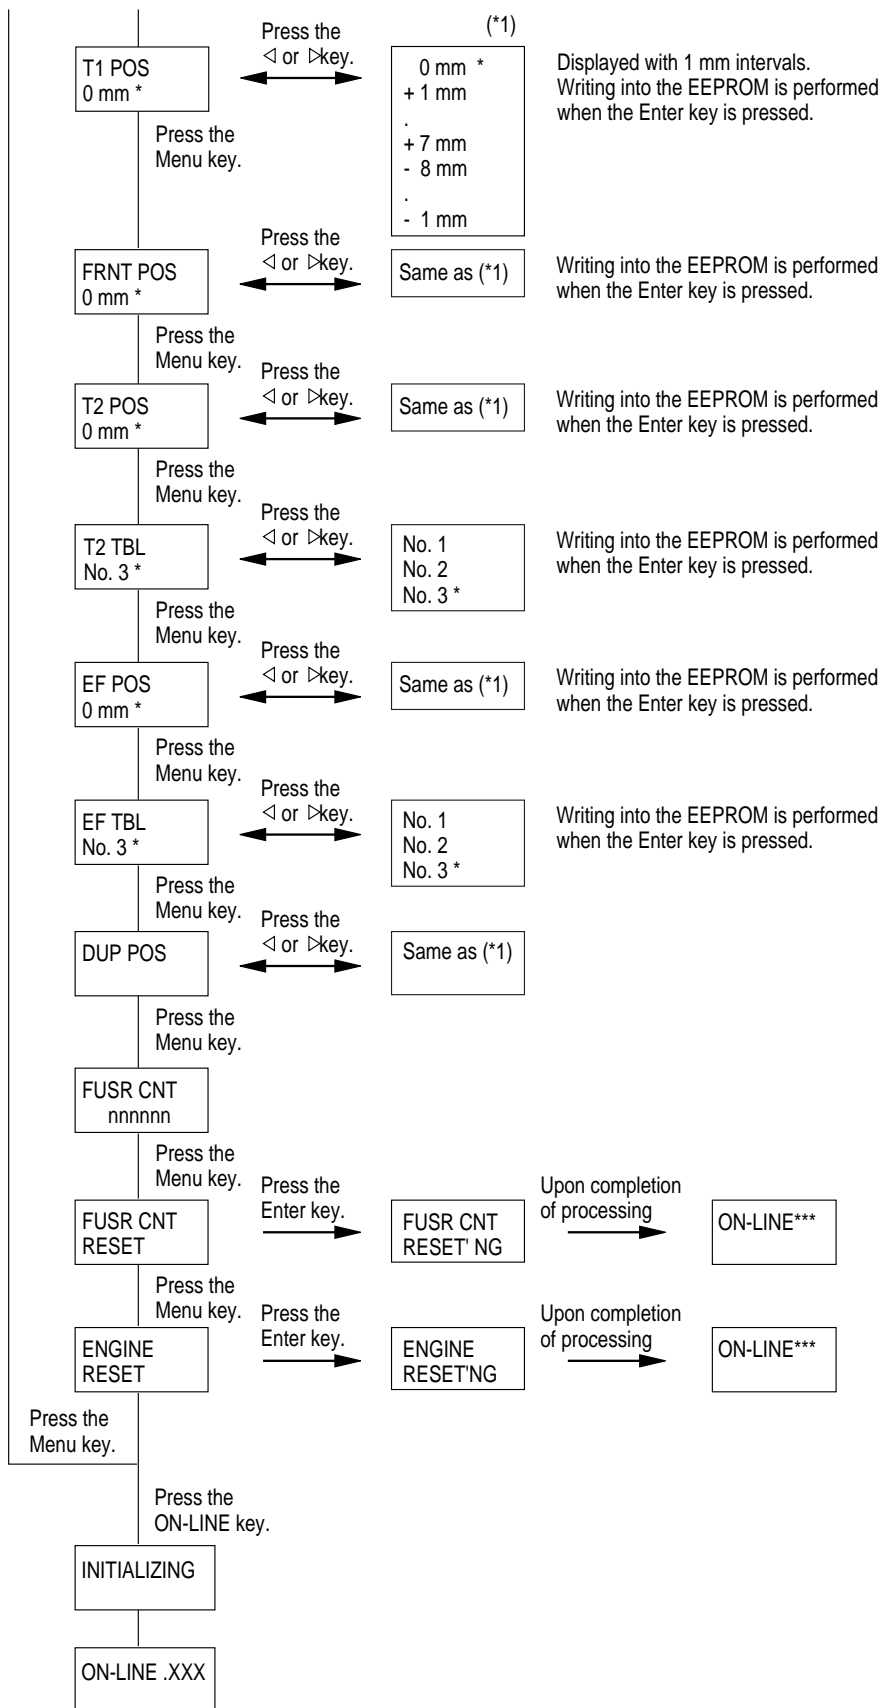 (*1)
Press the
◁ or ▷key.
T1 POS
0 mm *
0 mm *
+ 1 mm
.
+ 7 mm
- 8 mm
.
- 1 mm
Displayed with 1 mm intervals.
Writing into the EEPROM is performed
when the Enter key is pressed.
Press the
Menu key.
Press the
◁ or ▷key.
FRNT POS
0 mm *
Same as (*1)
Writing into the EEPROM is performed
when the Enter key is pressed.
Press the
Menu key.
Press the
◁ or ▷key.
T2 POS
0 mm *
Same as (*1)
Writing into the EEPROM is performed
when the Enter key is pressed.
Press the
Menu key.
Press the
◁ or ▷key.
T2 TBL
No. 3 *
No. 1
No. 2
No. 3 *
Writing into the EEPROM is performed
when the Enter key is pressed.
Press the
Menu key.
Press the
◁ or ▷key.
EF POS
0 mm *
Same as (*1)
Writing into the EEPROM is performed
when the Enter key is pressed.
Press the
Menu key.
Press the
◁ or ▷key.
EF TBL
No. 3 *
No. 1
No. 2
No. 3 *
Writing into the EEPROM is performed
when the Enter key is pressed.
Press the
Menu key.
Press the
◁ or ▷key.
DUP POS
Same as (*1)
Press the
Menu key.
FUSR CNT
nnnnnn
Press the
Menu key.
FUSR CNT
RESET
Press the
Enter key.
FUSR CNT
RESET' NG
Upon completion
of processing
ON-LINE***
Press the
Menu key.
ENGINE
RESET
Press the
Enter key.
ENGINE
RESET'NG
Upon completion
of processing
ON-LINE***
Press the
Menu key.
Press the
ON-LINE key.
INITIALIZING
ON-LINE .XXX